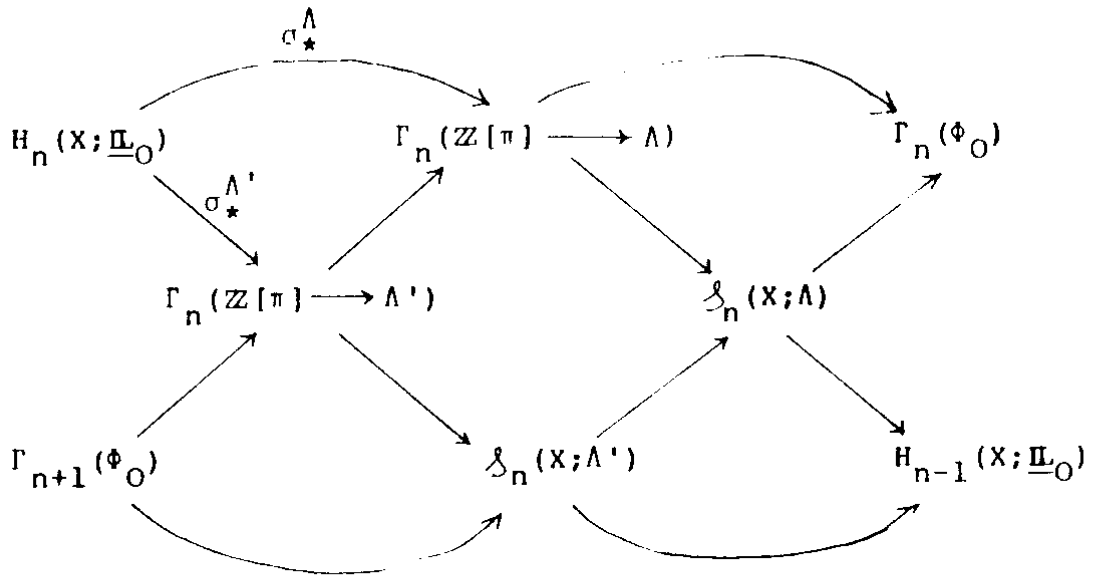 σ_*^Λ
H_n(X;𝕃_0) Γ_n(ℤ[π] ⟶ Λ) Γ_n(Φ_0)
σ_*^Λ'
Γ_n(ℤ[π] ⟶ Λ') 𝒮_n(X;Λ)
Γ_{n+1}(Φ_0) 𝒮_n(X;Λ') H_{n-1}(X;𝕃_0)